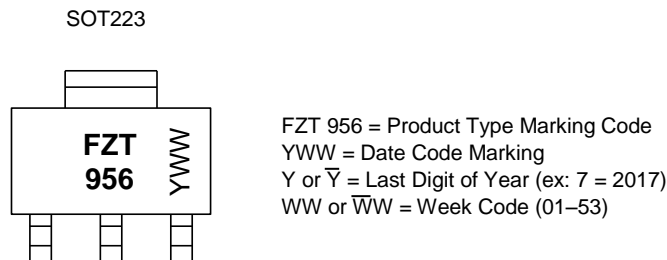 SOT223
FZT
956
YWW
FZT 956 = Product Type Marking Code
YWW = Date Code Marking
Y or Y̅ = Last Digit of Year (ex: 7 = 2017)
WW or W̅W = Week Code (01–53)